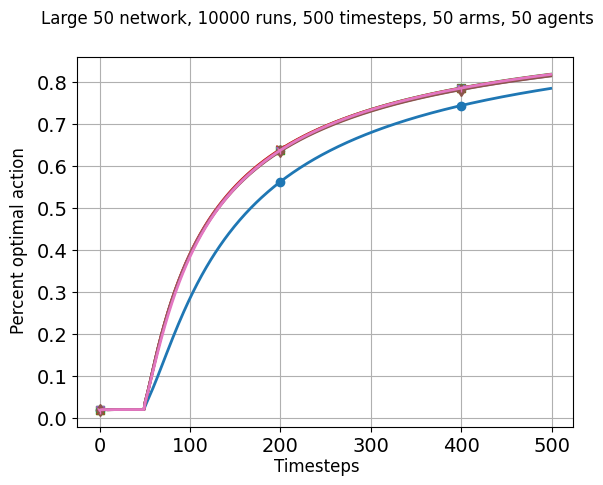 Large 50 network, 10000 runs, 500 timesteps, 50 arms, 50 agents
Percent optimal action
0.8
0.7
0.6
0.5
0.4
0.3
0.2
0.1
0.0
0 100 200 300 400 500
Timesteps